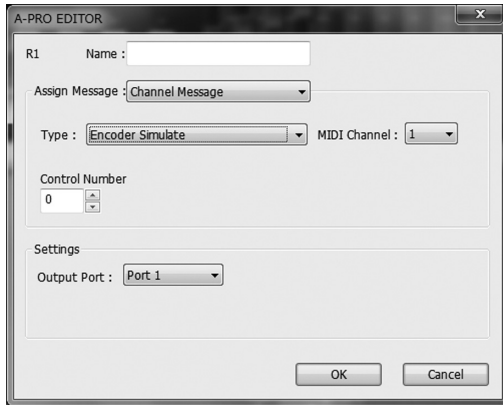 A-PRO EDITOR
x
R1 Name :
Assign Message : Channel Message
Type : Encoder Simulate MIDI Channel : 1
Control Number
0
Settings
Output Port : Port 1
OK Cancel